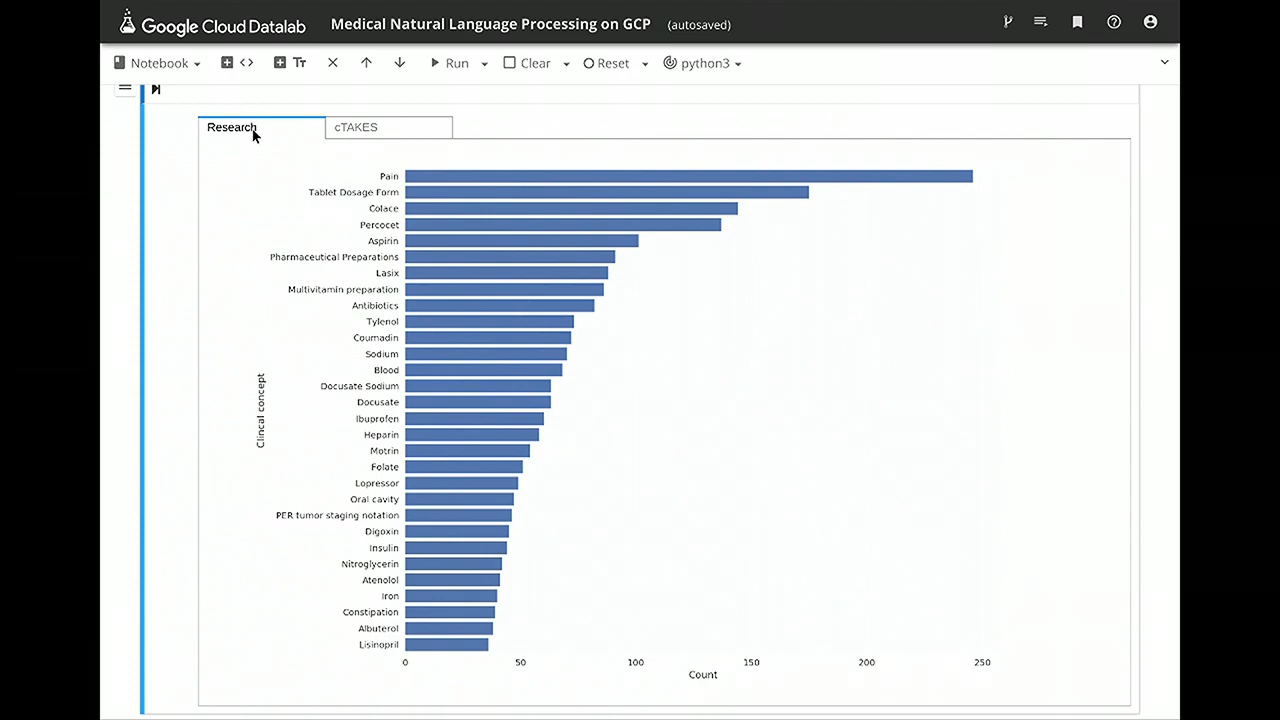 Google Cloud Datalab Medical Natural Language Processing on GCP (autosaved)
Notebook Tт Run Clear Reset python3
Research cTAKES
Pain
Tablet Dosage Form
Colace
Percocet
Aspirin
Pharmaceutical Preparations
Lasix
Multivitamin preparation
Antibiotics
Tylenol
Coumadin
Sodium
Blood
Docusate Sodium
Docusate
Ibuprofen
Heparin
Motrin
Folate
Lopressor
Oral cavity
PER tumor staging notation
Digoxin
Insulin
Nitroglycerin
Atenolol
Iron
Constipation
Albuterol
Lisinopril
Clincal concept
0 50 100 150 200 250
Count